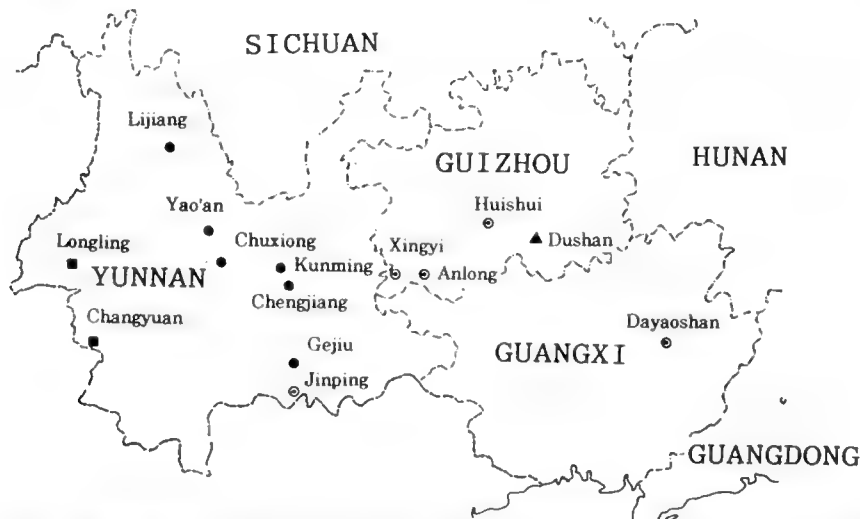 SICHUAN
Lijiang
GUIZHOU
HUNAN
Yao'an
Huishui
Longling
Chuxiong
Xingyi
Dushan
YUNNAN
Kunming
Anlong
Chengjiang
Changyuan
Dayaoshan
Gejiu
GUANGXI
Jinping
GUANGDONG